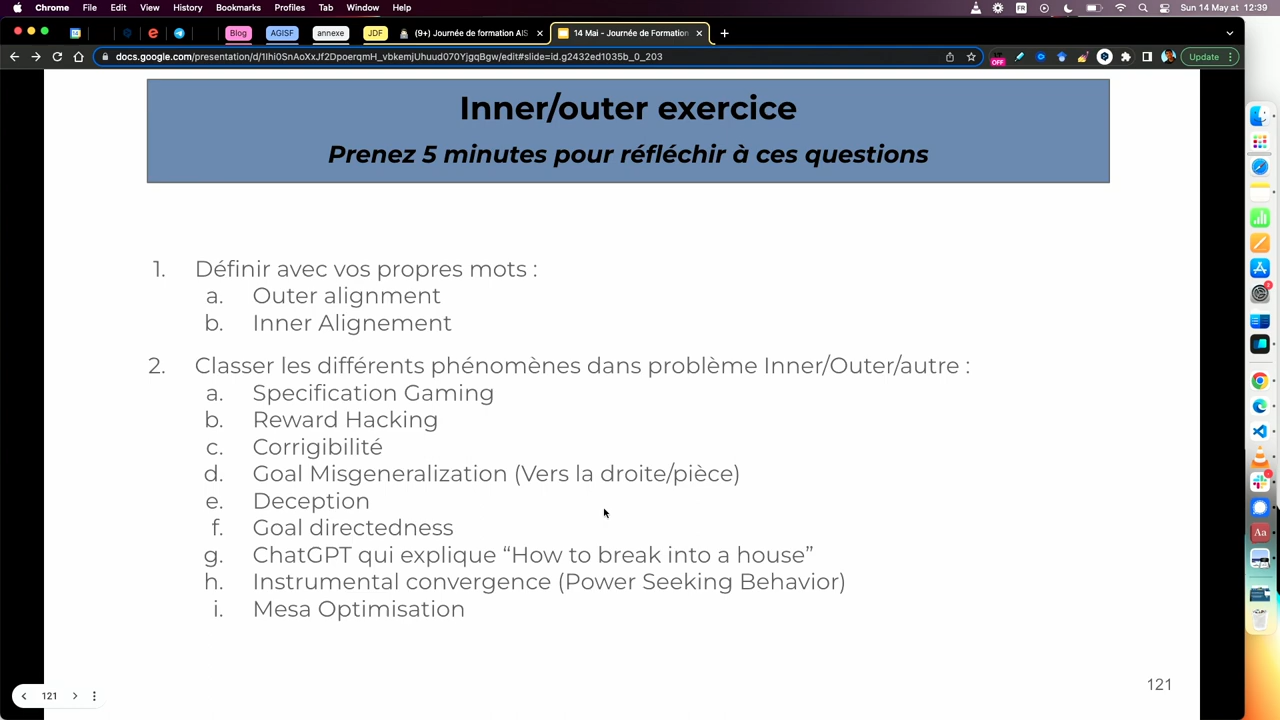 Chrome File Edit View History Bookmarks Profiles Tab Window Help
FR
Sun 14 May at 12:39
Blog
AGISF
annexe
JDF
(9+) Journée de formation AIS
14 Mai - Journée de Formation
docs.google.com/presentation/d/1Ihi0SnAoXxJf2DpoerqmH_vbkemjUhuud070YjgqBgw/edit#slide=id.g2432ed1035b_0_203
OFF
Update
Inner/outer exercice
Prenez 5 minutes pour réfléchir à ces questions
1. Définir avec vos propres mots :
a. Outer alignment
b. Inner Alignement
2. Classer les différents phénomènes dans problème Inner/Outer/autre :
a. Specification Gaming
b. Reward Hacking
c. Corrigibilité
d. Goal Misgeneralization (Vers la droite/pièce)
e. Deception
f. Goal directedness
g. ChatGPT qui explique “How to break into a house”
h. Instrumental convergence (Power Seeking Behavior)
i. Mesa Optimisation
121
121
Aa